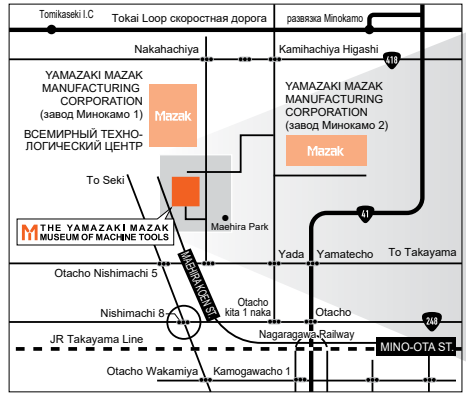 Tomikaseki I.C
Tokai Loop скоростная дорога
развязка Minokamo
Nakahachiya
Kamihachiya Higashi
418
YAMAZAKI MAZAK
MANUFACTURING
CORPORATION
(завод Минокамо 1)
ВСЕМИРНЫЙ ТЕХНО-
ЛОГИЧЕСКИЙ ЦЕНТР
Mazak
YAMAZAKI MAZAK
MANUFACTURING
CORPORATION
(завод Минокамо 2)
Mazak
To Seki
41
THE YAMAZAKI MAZAK
MUSEUM OF MACHINE TOOLS
Maehira Park
MAEHIRA KOEN ST.
Yada
Yamatecho
To Takayama
Otacho Nishimachi 5
Nishimachi 8
Otacho
kita 1 naka
Otacho
248
JR Takayama Line
Nagaragawa Railway
MINO-OTA ST.
Otacho Wakamiya
Kamogawacho 1